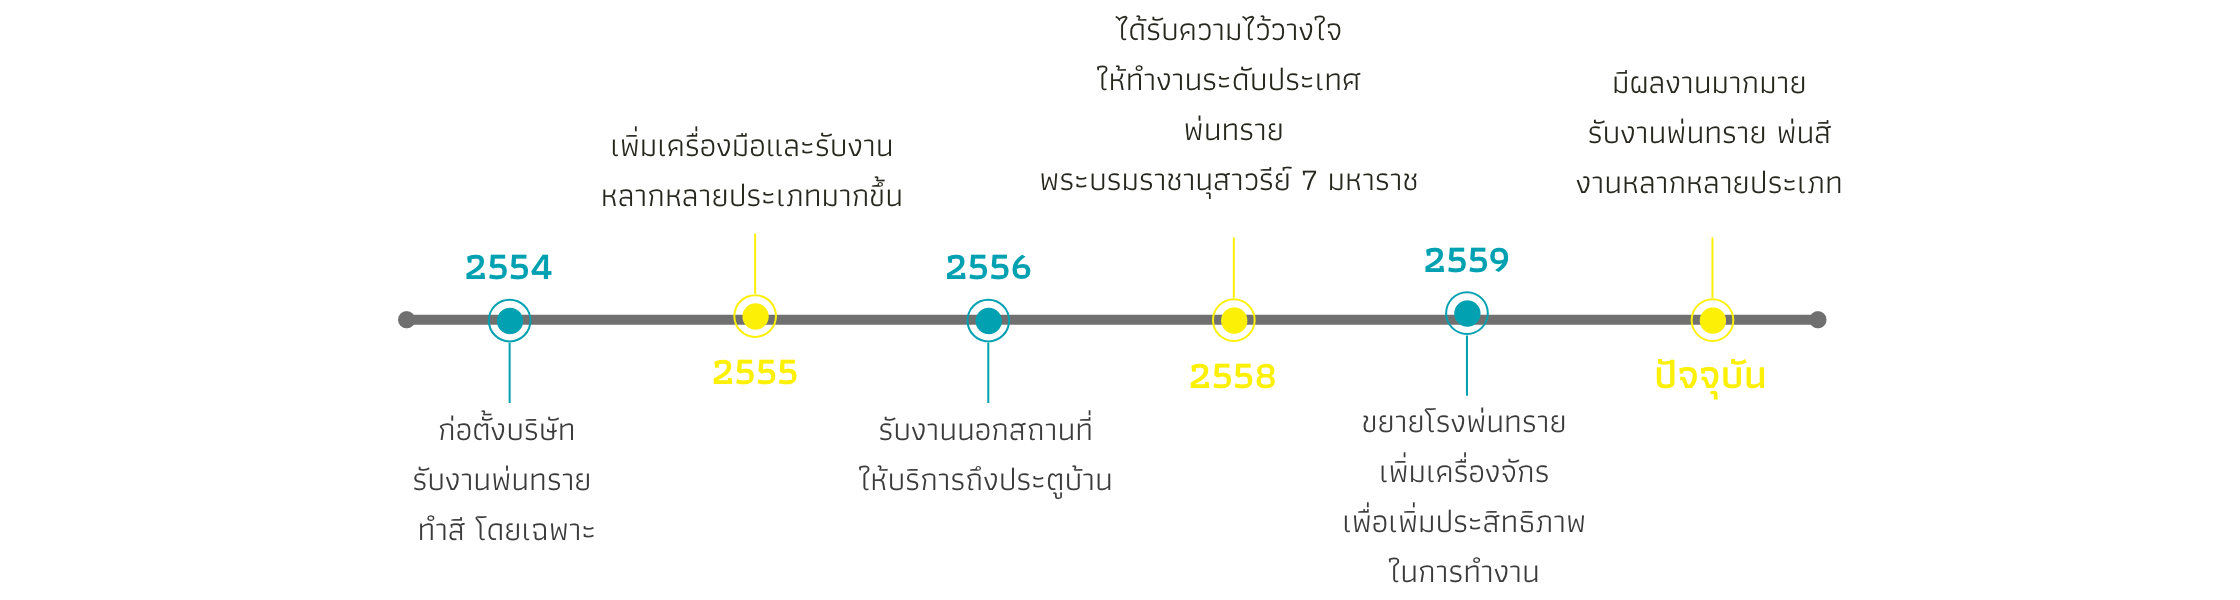 2554
ก่อตั้งบริษัท
รับงานพ่นทราย
ทำสี โดยเฉพาะ
เพิ่มเครื่องมือและรับงาน
หลากหลายประเภทมากขึ้น
2555
2556
รับงานนอกสถานที่
ให้บริการถึงประตูบ้าน
ได้รับความไว้วางใจ
ให้ทำงานระดับประเทศ
พ่นทราย
พระบรมราชานุสาวรีย์ 7 มหาราช
2558
2559
ขยายโรงพ่นทราย
เพิ่มเครื่องจักร
เพื่อเพิ่มประสิทธิภาพ
ในการทำงาน
มีผลงานมากมาย
รับงานพ่นทราย พ่นสี
งานหลากหลายประเภท
ปัจจุบัน